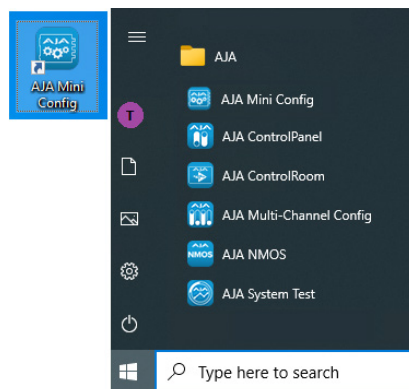 AJA Mini
Config
AJA
AJA Mini Config
T
AJA ControlPanel
AJA ControlRoom
AJA Multi-Channel Config
NMOS
AJA NMOS
AJA System Test
Type here to search